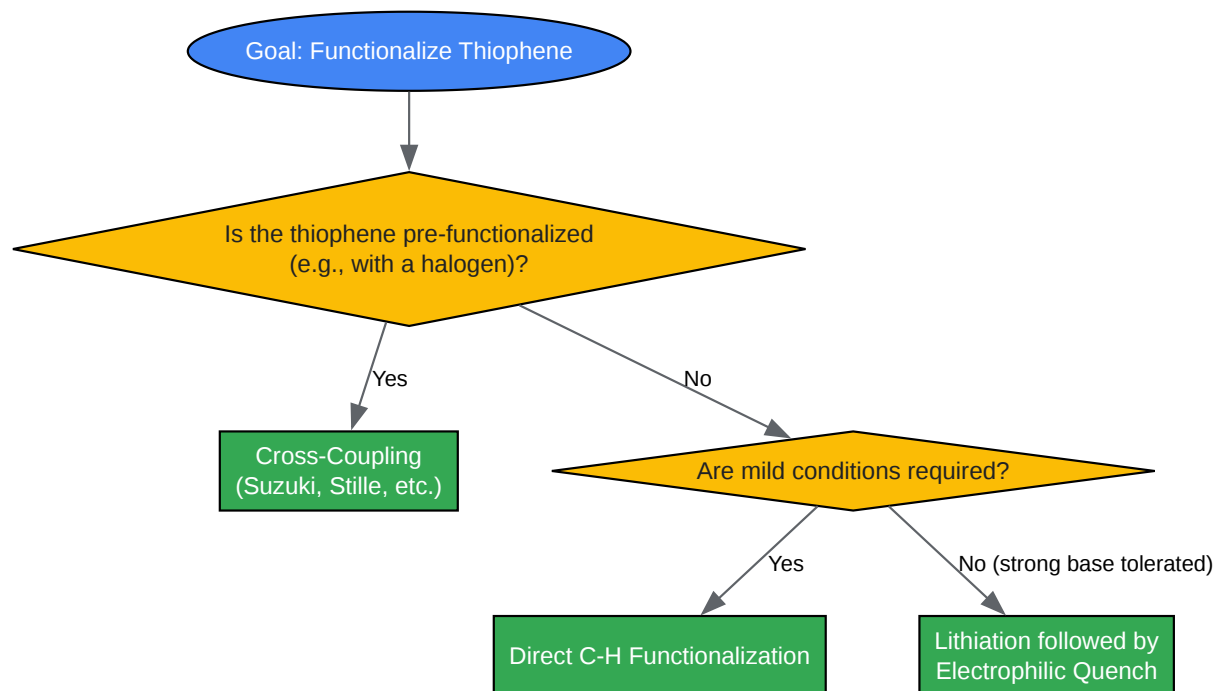 Goal: Functionalize Thiophene
Is the thiophene pre-functionalized
(e.g., with a halogen)?
Yes
No
Cross-Coupling
(Suzuki, Stille, etc.)
Are mild conditions required?
Yes
No (strong base tolerated)
Direct C-H Functionalization
Lithiation followed by
Electrophilic Quench